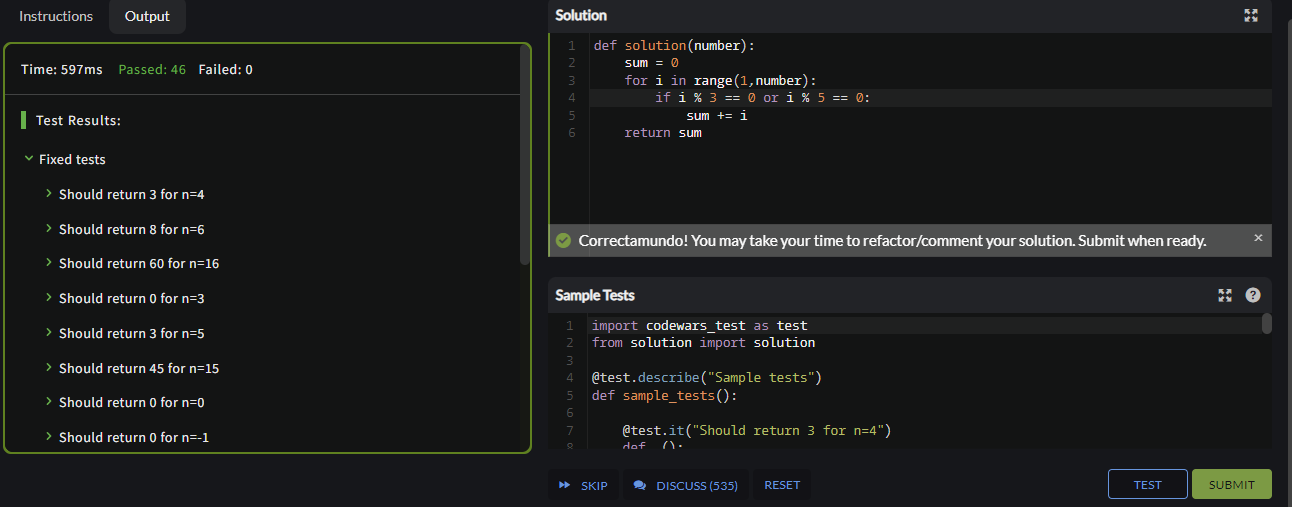 Instructions
Output
Time: 597ms Passed: 46 Failed: 0
Test Results:
Fixed tests
Should return 3 for n=4
Should return 8 for n=6
Should return 60 for n=16
Should return 0 for n=3
Should return 3 for n=5
Should return 45 for n=15
Should return 0 for n=0
Should return 0 for n=-1
Solution
1 def solution(number):
2     sum = 0
3     for i in range(1,number):
4         if i % 3 == 0 or i % 5 == 0:
5             sum += i
6     return sum
Correctamundo! You may take your time to refactor/comment your solution. Submit when ready.
Sample Tests
1 import codewars_test as test
2 from solution import solution
3
4 @test.describe("Sample tests")
5 def sample_tests():
6
7     @test.it("Should return 3 for n=4")
8     def _():
SKIP
DISCUSS (535)
RESET
TEST
SUBMIT